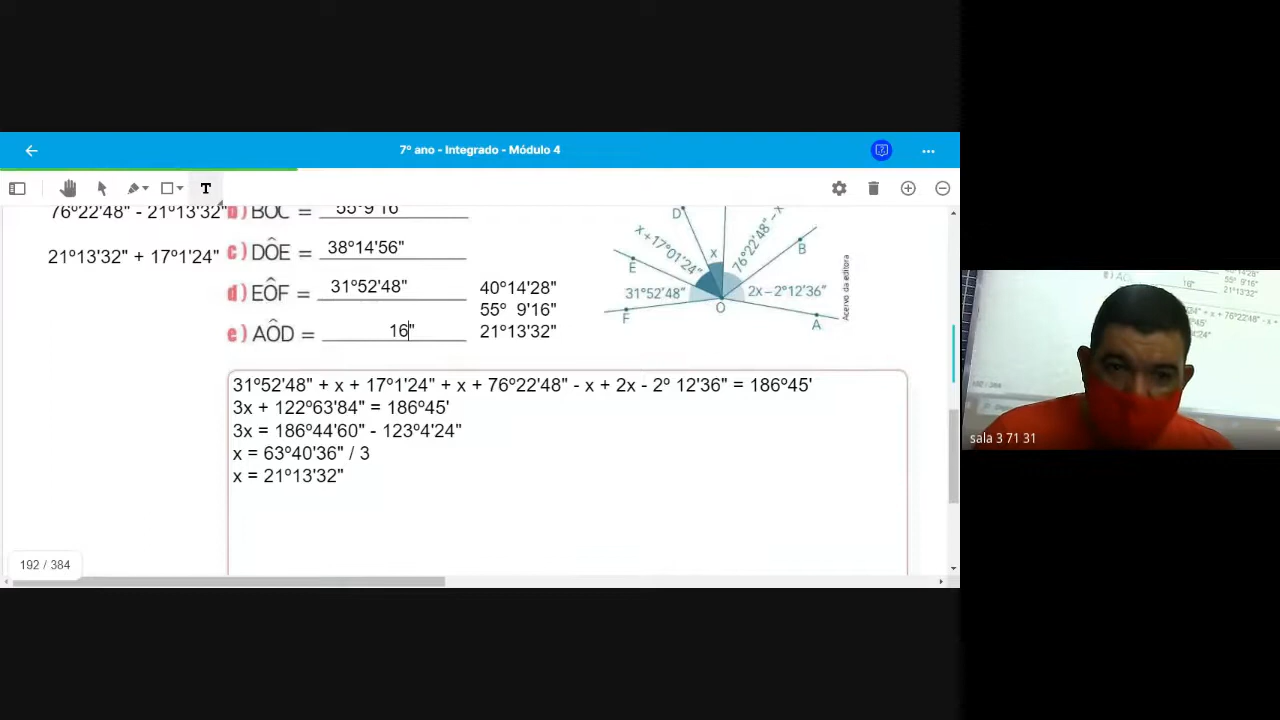 7º ano - Integrado - Módulo 4
T
76º22'48" - 21º13'32"
b) BÔC = 55º9'16"
21º13'32" + 17º1'24"
c) DÔE = 38º14'56"
d) EÔF = 31º52'48"
e) AÔD = 16"
40º14'28"
55º 9'16"
21º13'32"
D
x+17º01'24"
x
76º22'48" – x
B
E
31º52'48"
2x – 2º12'36"
F
O
A
Acervo da editora
31º52'48" + x + 17º1'24" + x + 76º22'48" - x + 2x - 2º 12'36" = 186º45'
3x + 122º63'84" = 186º45'
3x = 186º44'60" - 123º4'24"
x = 63º40'36" / 3
x = 21º13'32"
192 / 384
sala 3 71 31